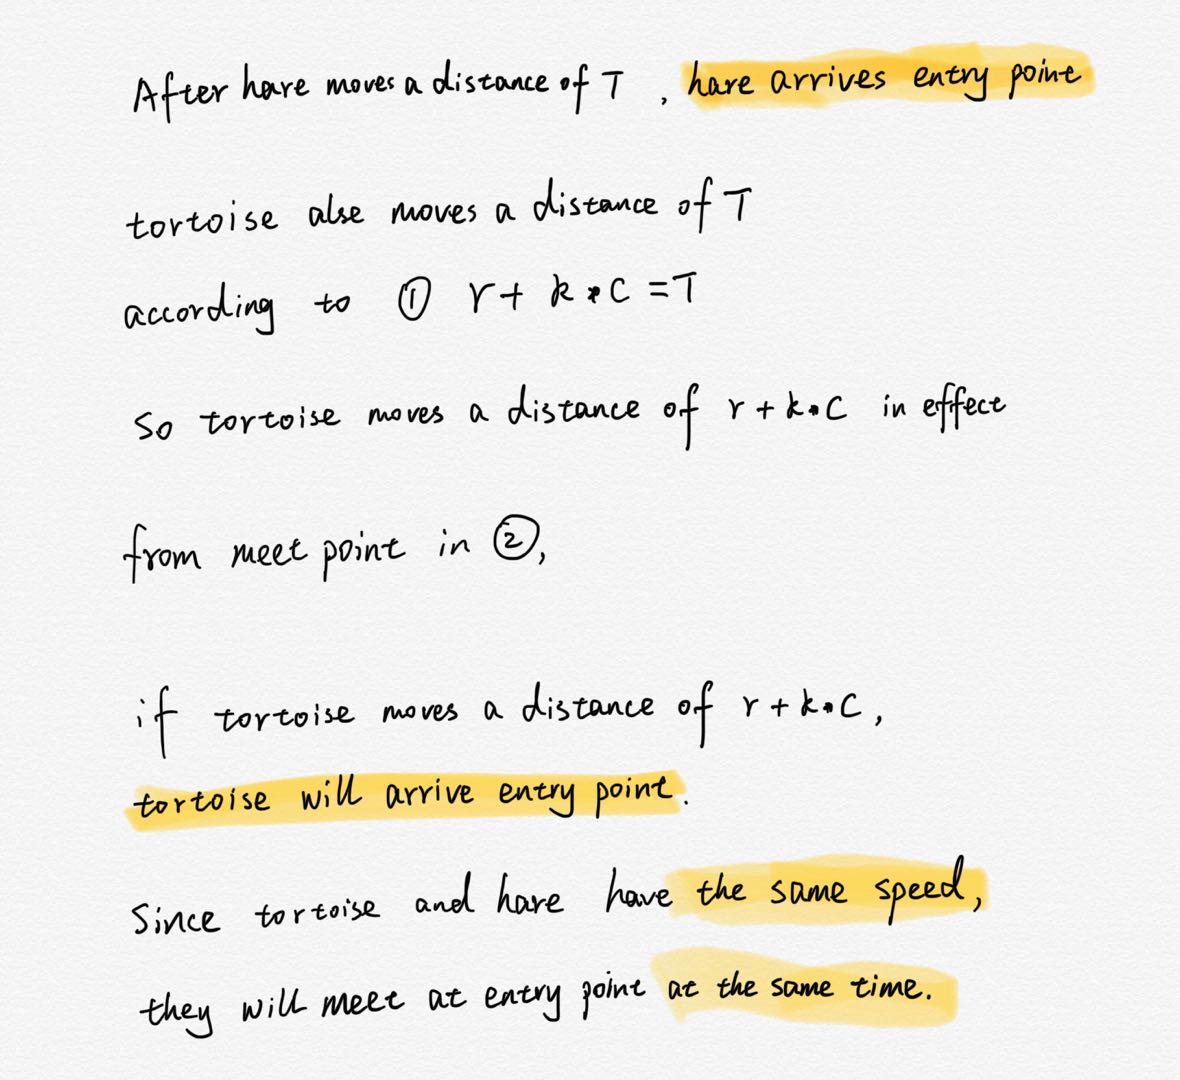 After hare moves a distance of T , hare arrives entry point
tortoise alse moves a distance of T
according to ① r + k • C = T
So tortoise moves a distance of r + k • C in effect
from meet point in ②,
if tortoise moves a distance of r + k • C ,
tortoise will arrive entry point.
Since tortoise and hare have the same speed,
they will meet at entry point at the same time.